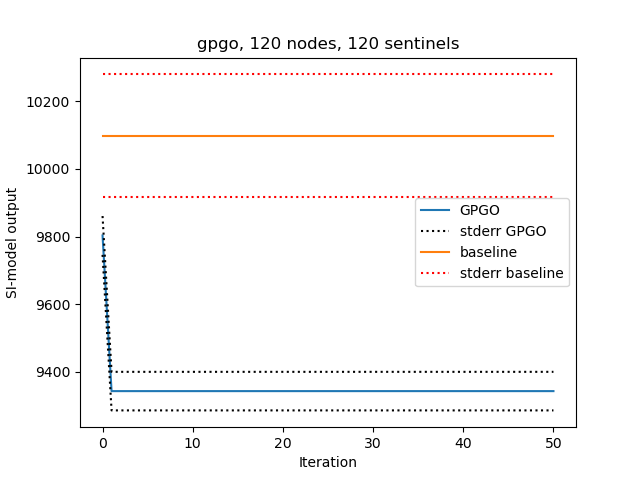 gpgo, 120 nodes, 120 sentinels
10200
10000
9800
9600
9400
SI-model output
GPGO
stderr GPGO
baseline
stderr baseline
0 10 20 30 40 50
Iteration